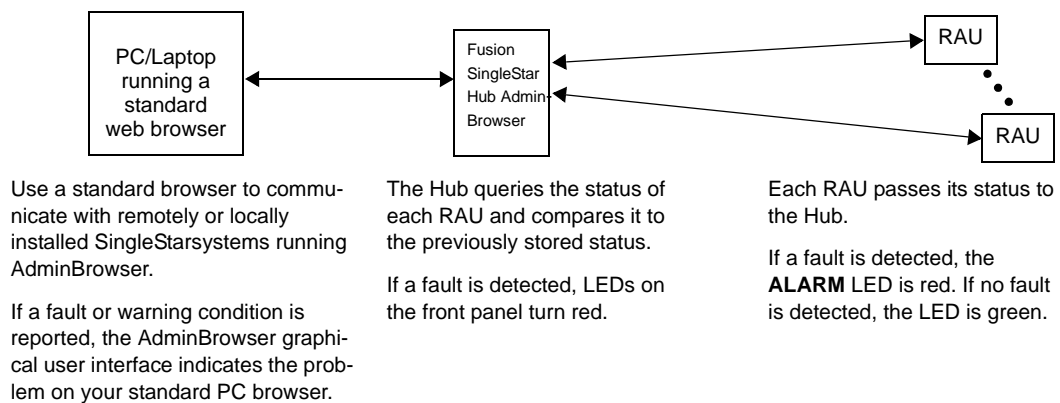 PC/Laptop
running a
standard
web browser
Fusion
SingleStar
Hub Admin-
Browser
RAU
RAU
Use a standard browser to commu-
nicate with remotely or locally
installed SingleStarsystems running
AdminBrowser.
If a fault or warning condition is
reported, the AdminBrowser graphi-
cal user interface indicates the prob-
lem on your standard PC browser.
The Hub queries the status of
each RAU and compares it to
the previously stored status.
If a fault is detected, LEDs on
the front panel turn red.
Each RAU passes its status to
the Hub.
If a fault is detected, the
ALARM LED is red. If no fault
is detected, the LED is green.